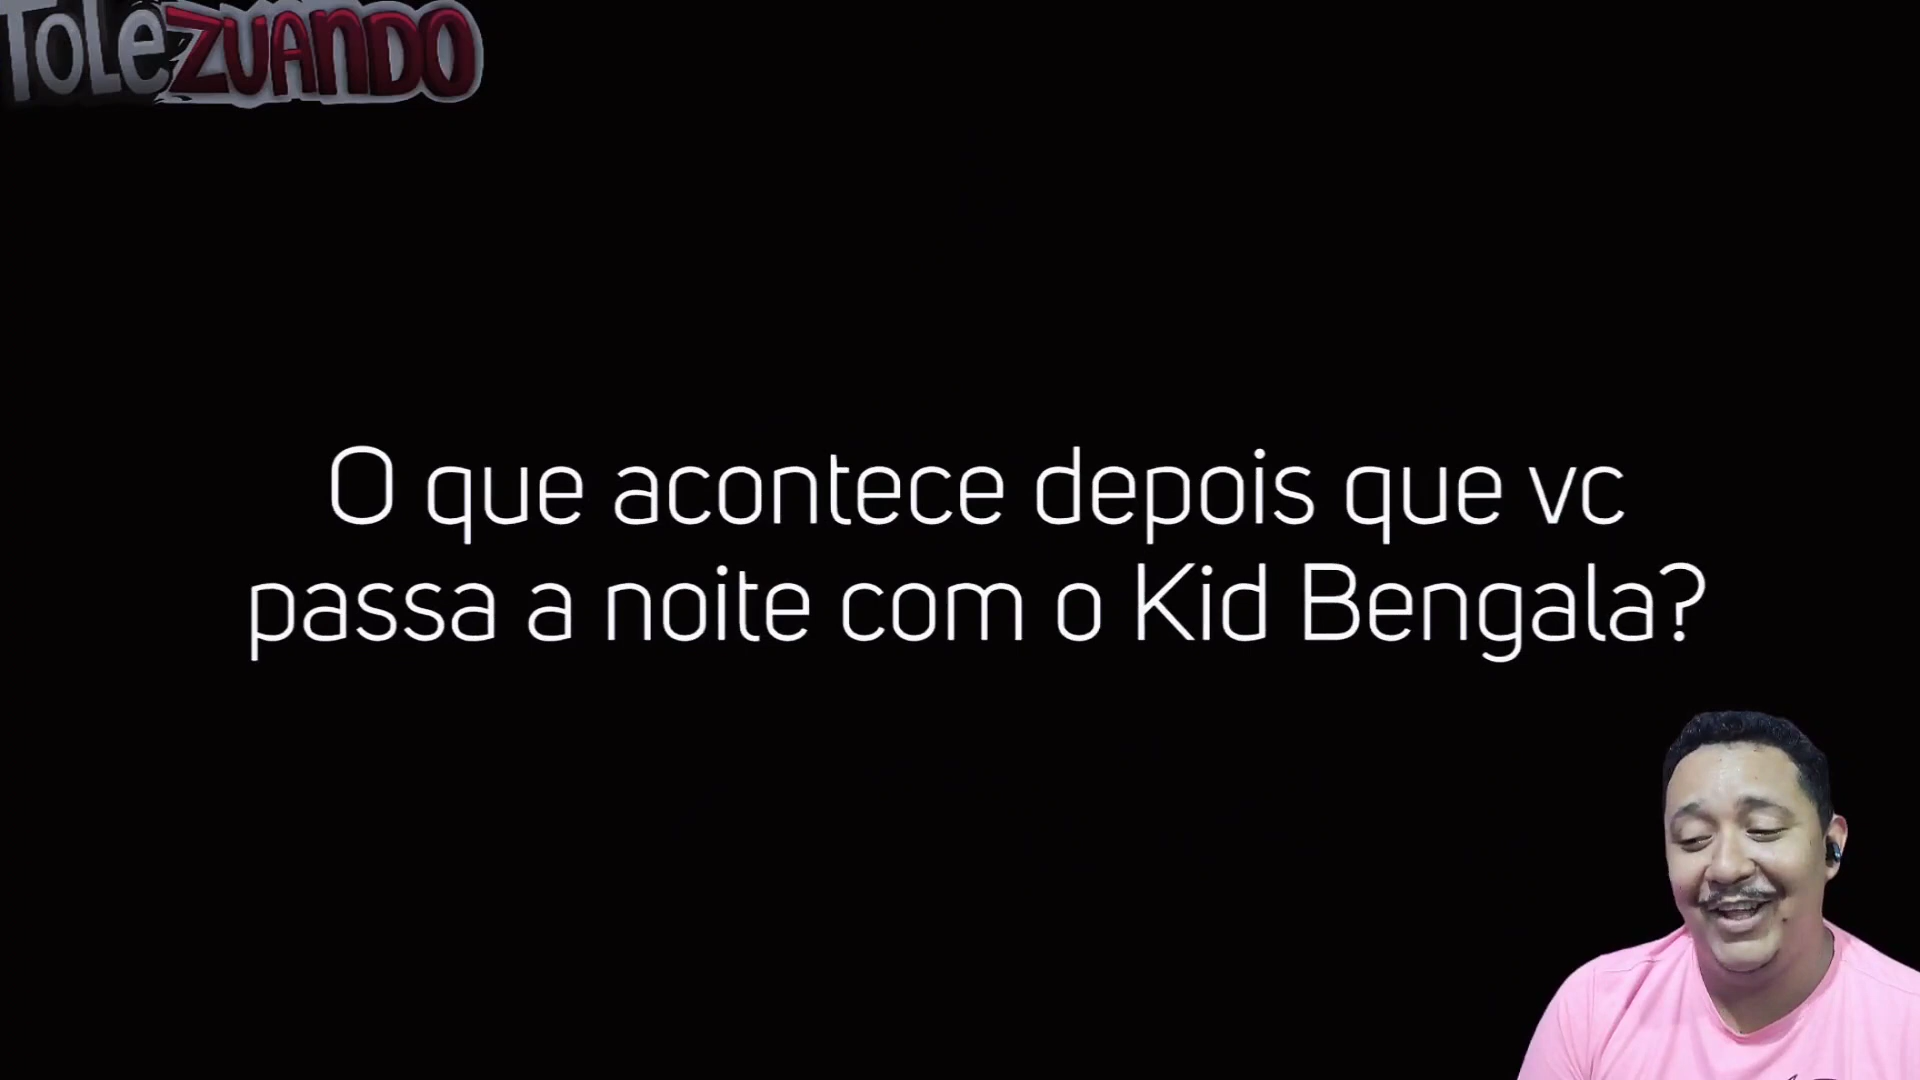 TOLEZUANDO
O que acontece depois que vc
passa a noite com o Kid Bengala?